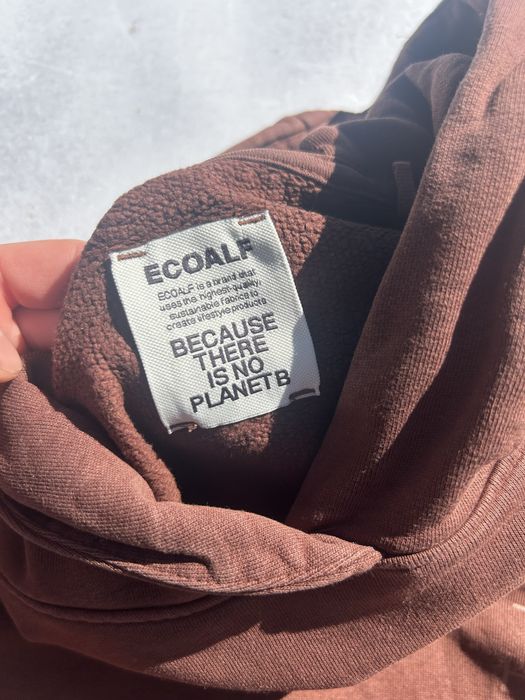 ECOALF
ECOALF is a brand that
uses the highest-quality,
sustainable fabrics to
create lifestyle products
BECAUSE
THERE
IS NO
PLANET B